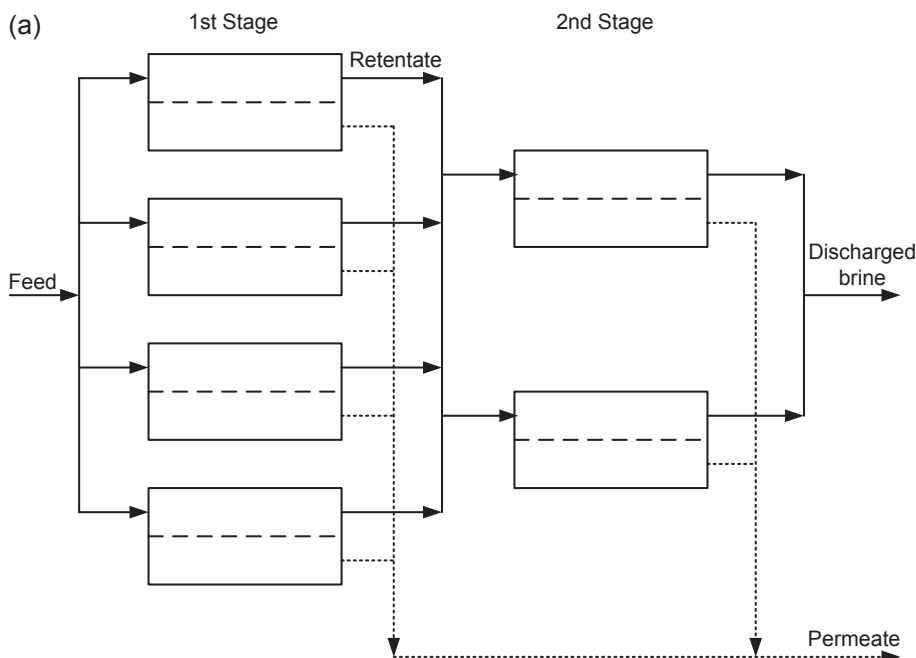 (a)
1st Stage
2nd Stage
Retentate
Feed
Discharged
brine
Permeate